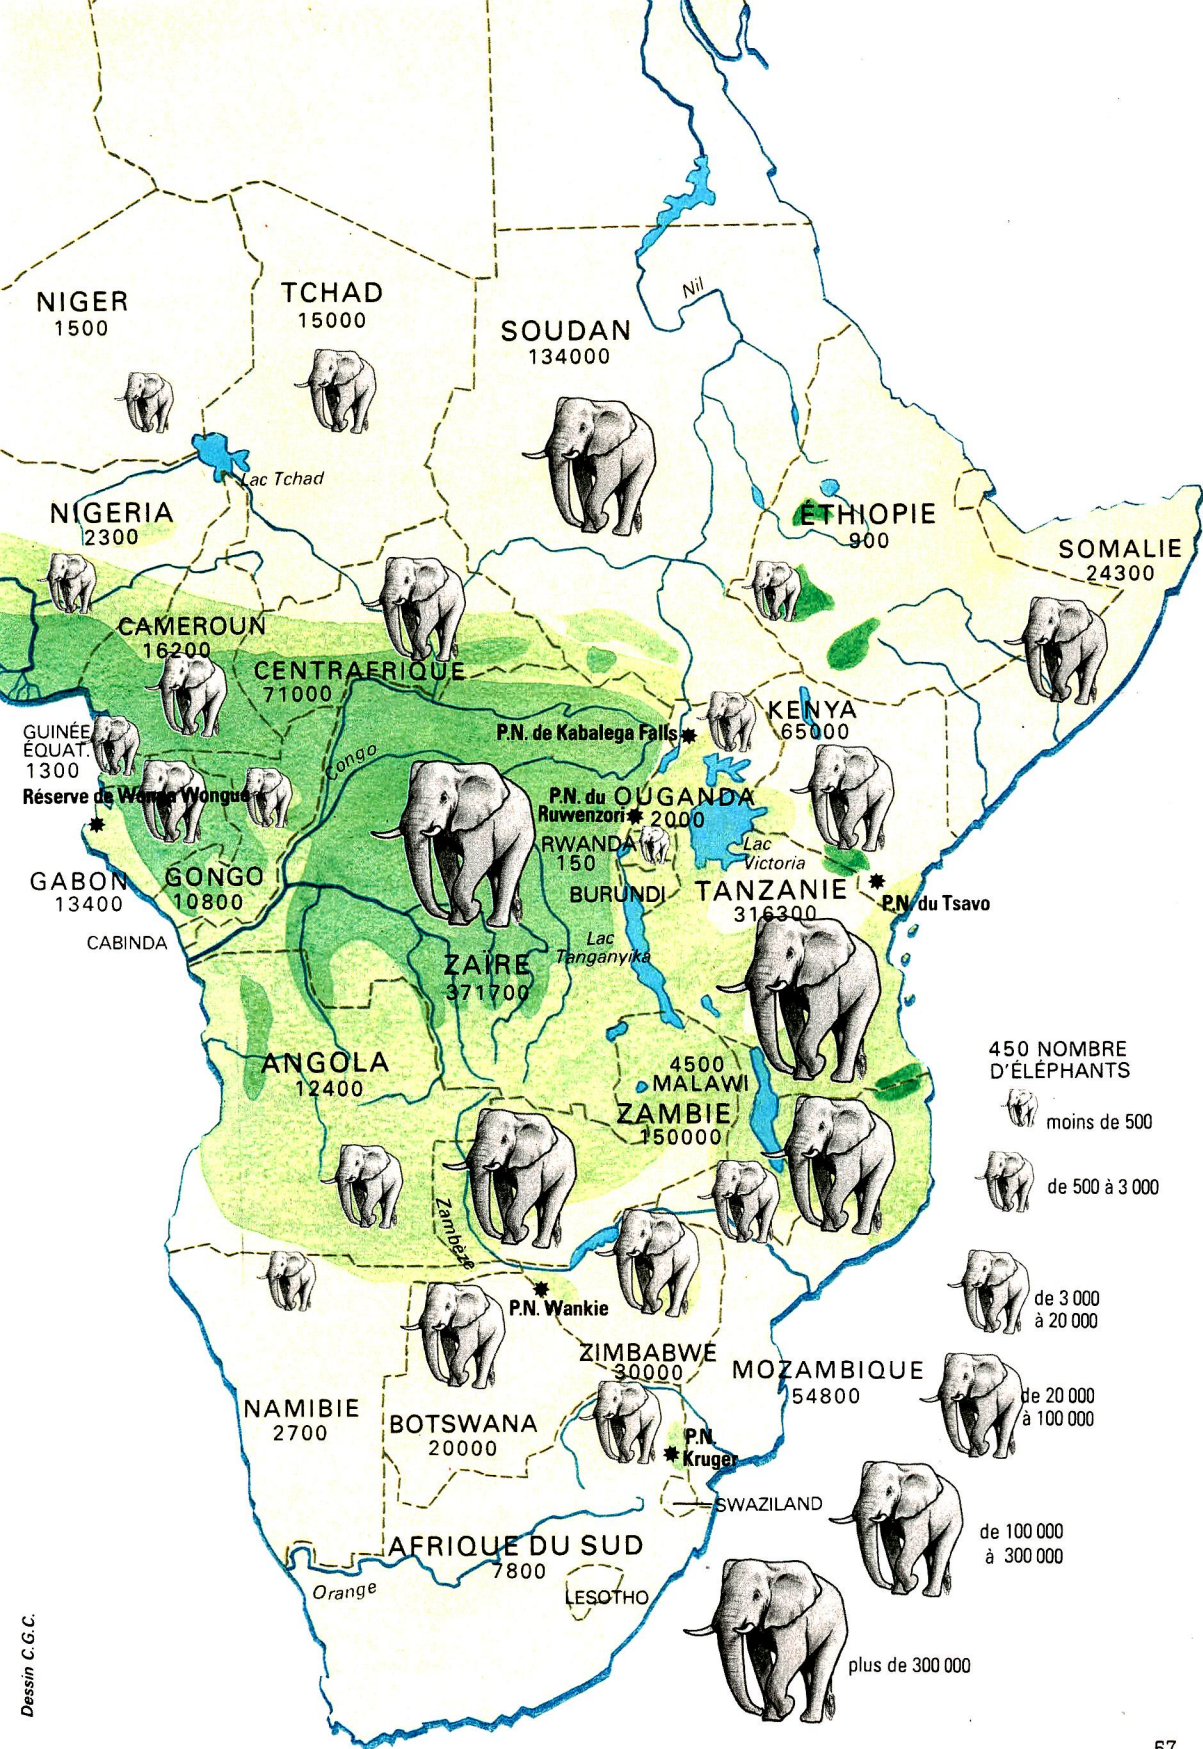 NIGER
1500
TCHAD
15000
SOUDAN
134000
Nil
Lac Tchad
NIGERIA
2300
ÉTHIOPIE
900
SOMALIE
24300
CAMEROUN
16200
CENTRAFRIQUE
71000
GUINÉE
ÉQUAT.
1300
Réserve de Wonga Wongué
Congo
P.N. de Kabalega Falls
KENYA
65000
P.N. du
Ruwenzori
OUGANDA
2000
RWANDA
150
Lac
Victoria
BURUNDI
TANZANIE
316300
P.N. du Tsavo
GABON
13400
GONGO
10800
CABINDA
ZAÏRE
371700
Lac
Tanganyika
ANGOLA
12400
4500
MALAWI
ZAMBIE
150000
450 NOMBRE
D'ÉLÉPHANTS
moins de 500
de 500 à 3 000
de 3 000
à 20 000
de 20 000
à 100 000
de 100 000
à 300 000
plus de 300 000
Zambèze
P.N. Wankie
ZIMBABWE
30000
MOZAMBIQUE
54800
NAMIBIE
2700
BOTSWANA
20000
P.N.
Kruger
SWAZILAND
AFRIQUE DU SUD
7800
Orange
LESOTHO
Dessin C.G.C.
67